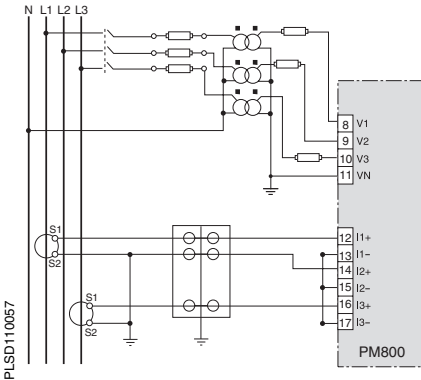 N L1 L2 L3
8 V1
9 V2
10 V3
11 VN
S1
S2
12 I1+
13 I1-
14 I2+
15 I2-
S1
16 I3+
S2
17 I3-
PM800
PLSD110057